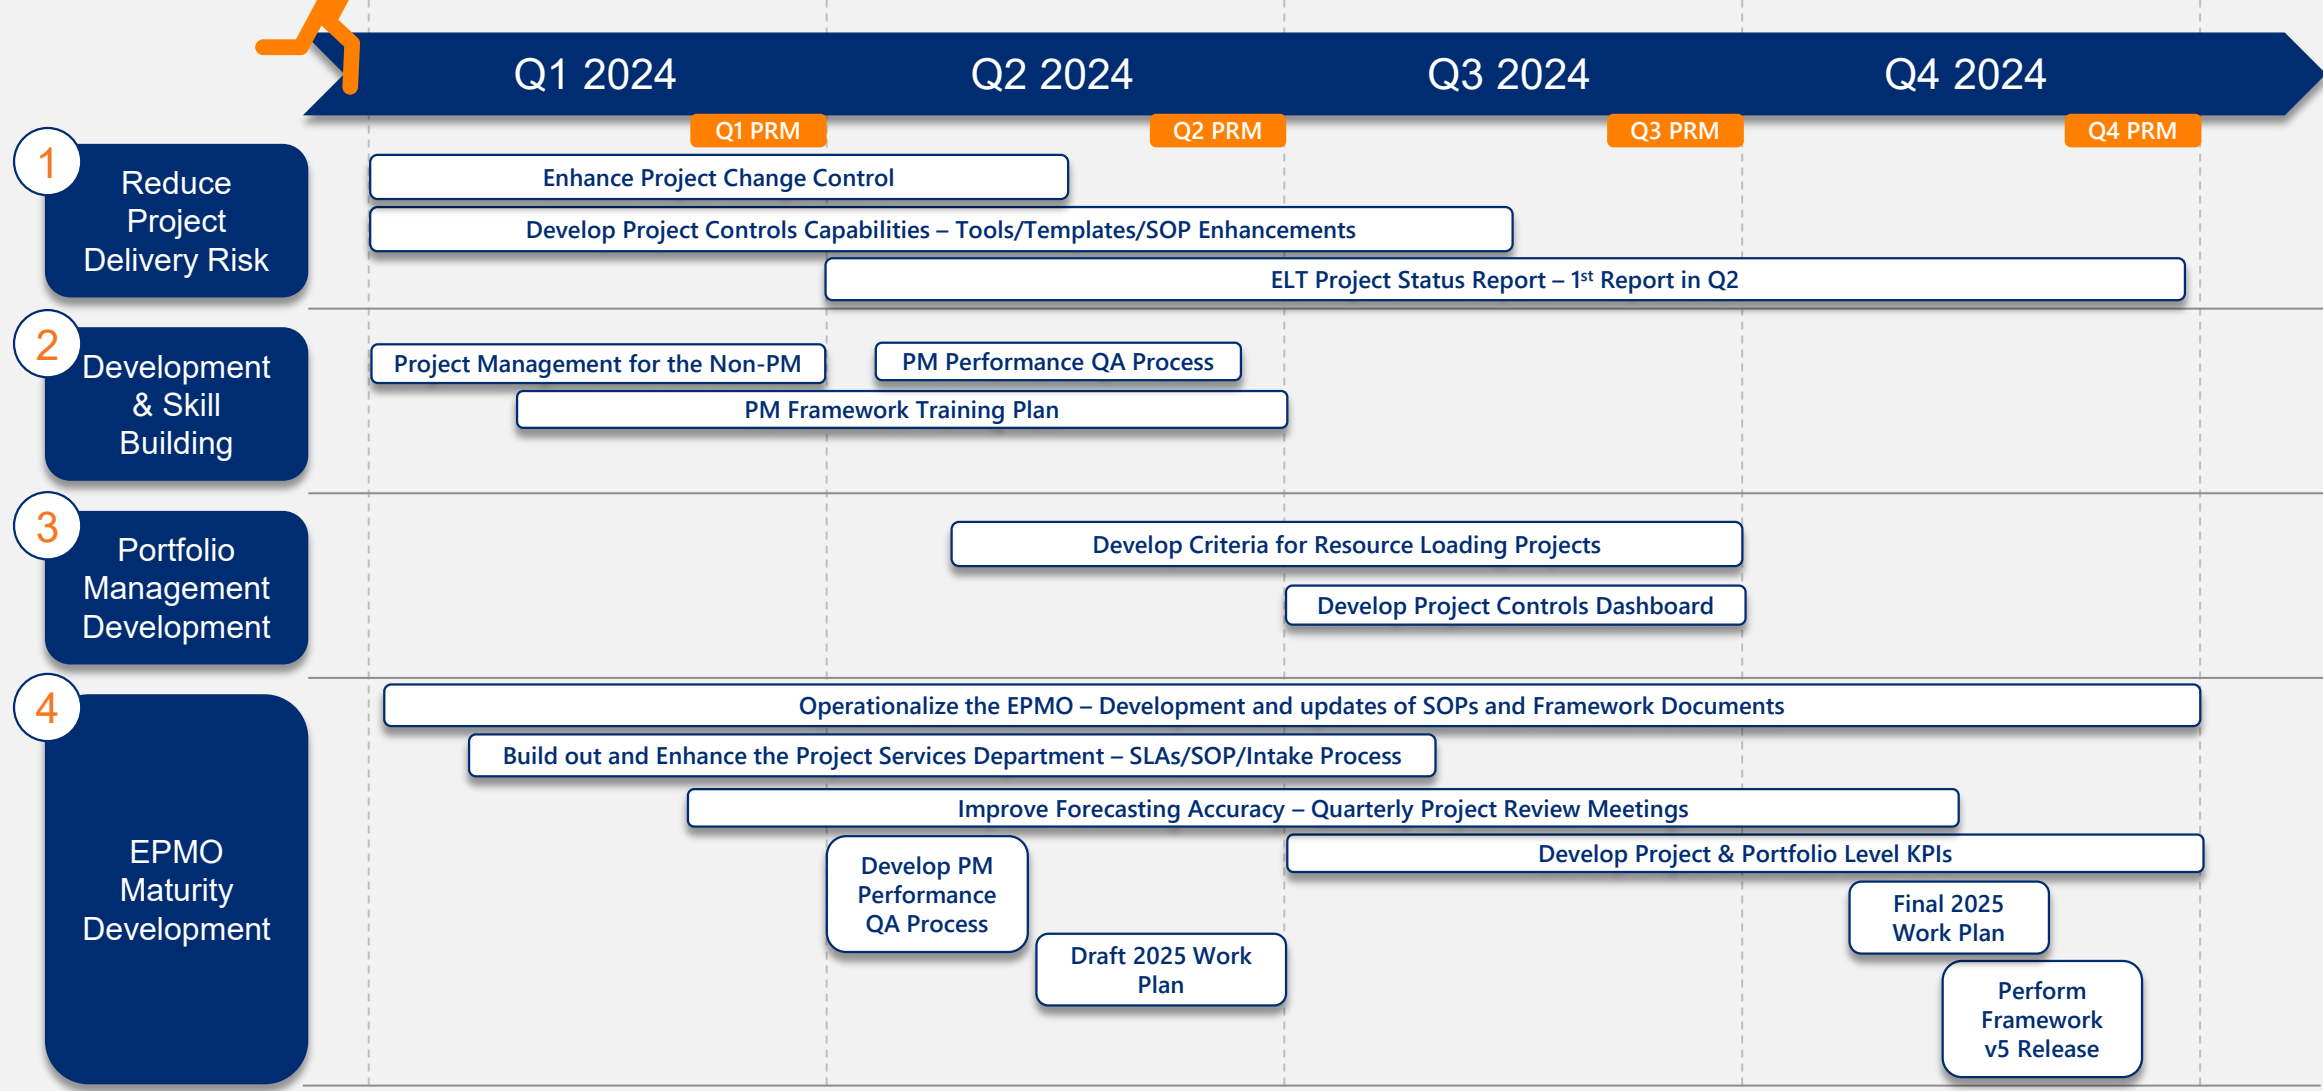 Q1 2024
Q2 2024
Q3 2024
Q4 2024
Q1 PRM
Q2 PRM
Q3 PRM
Q4 PRM
1
Reduce
Project
Delivery Risk
Enhance Project Change Control
Develop Project Controls Capabilities – Tools/Templates/SOP Enhancements
ELT Project Status Report – 1st Report in Q2
2
Development
& Skill
Building
Project Management for the Non-PM
PM Performance QA Process
PM Framework Training Plan
3
Portfolio
Management
Development
Develop Criteria for Resource Loading Projects
Develop Project Controls Dashboard
4
EPMO
Maturity
Development
Operationalize the EPMO – Development and updates of SOPs and Framework Documents
Build out and Enhance the Project Services Department – SLAs/SOP/Intake Process
Improve Forecasting Accuracy – Quarterly Project Review Meetings
Develop PM
Performance
QA Process
Develop Project & Portfolio Level KPIs
Draft 2025 Work
Plan
Final 2025
Work Plan
Perform
Framework
v5 Release